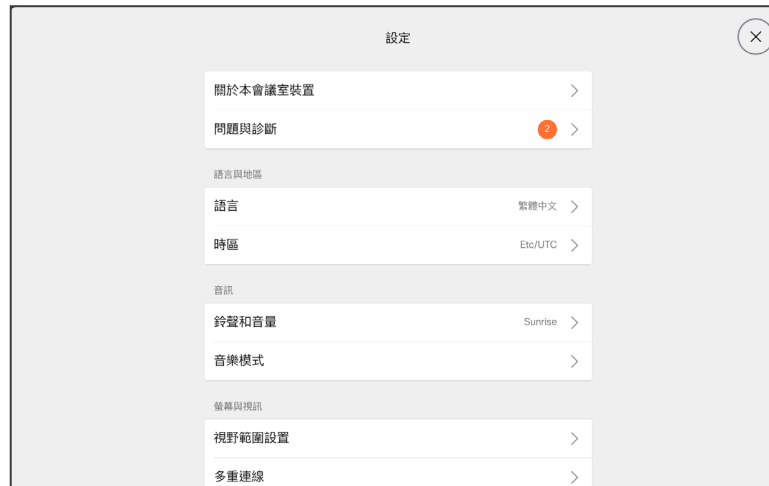 設定
關於本會議室裝置
問題與診斷 2
語言與地區
語言 繁體中文
時區 Etc/UTC
音訊
鈴聲和音量 Sunrise
音樂模式
螢幕與視訊
視野範圍設置
多重連線